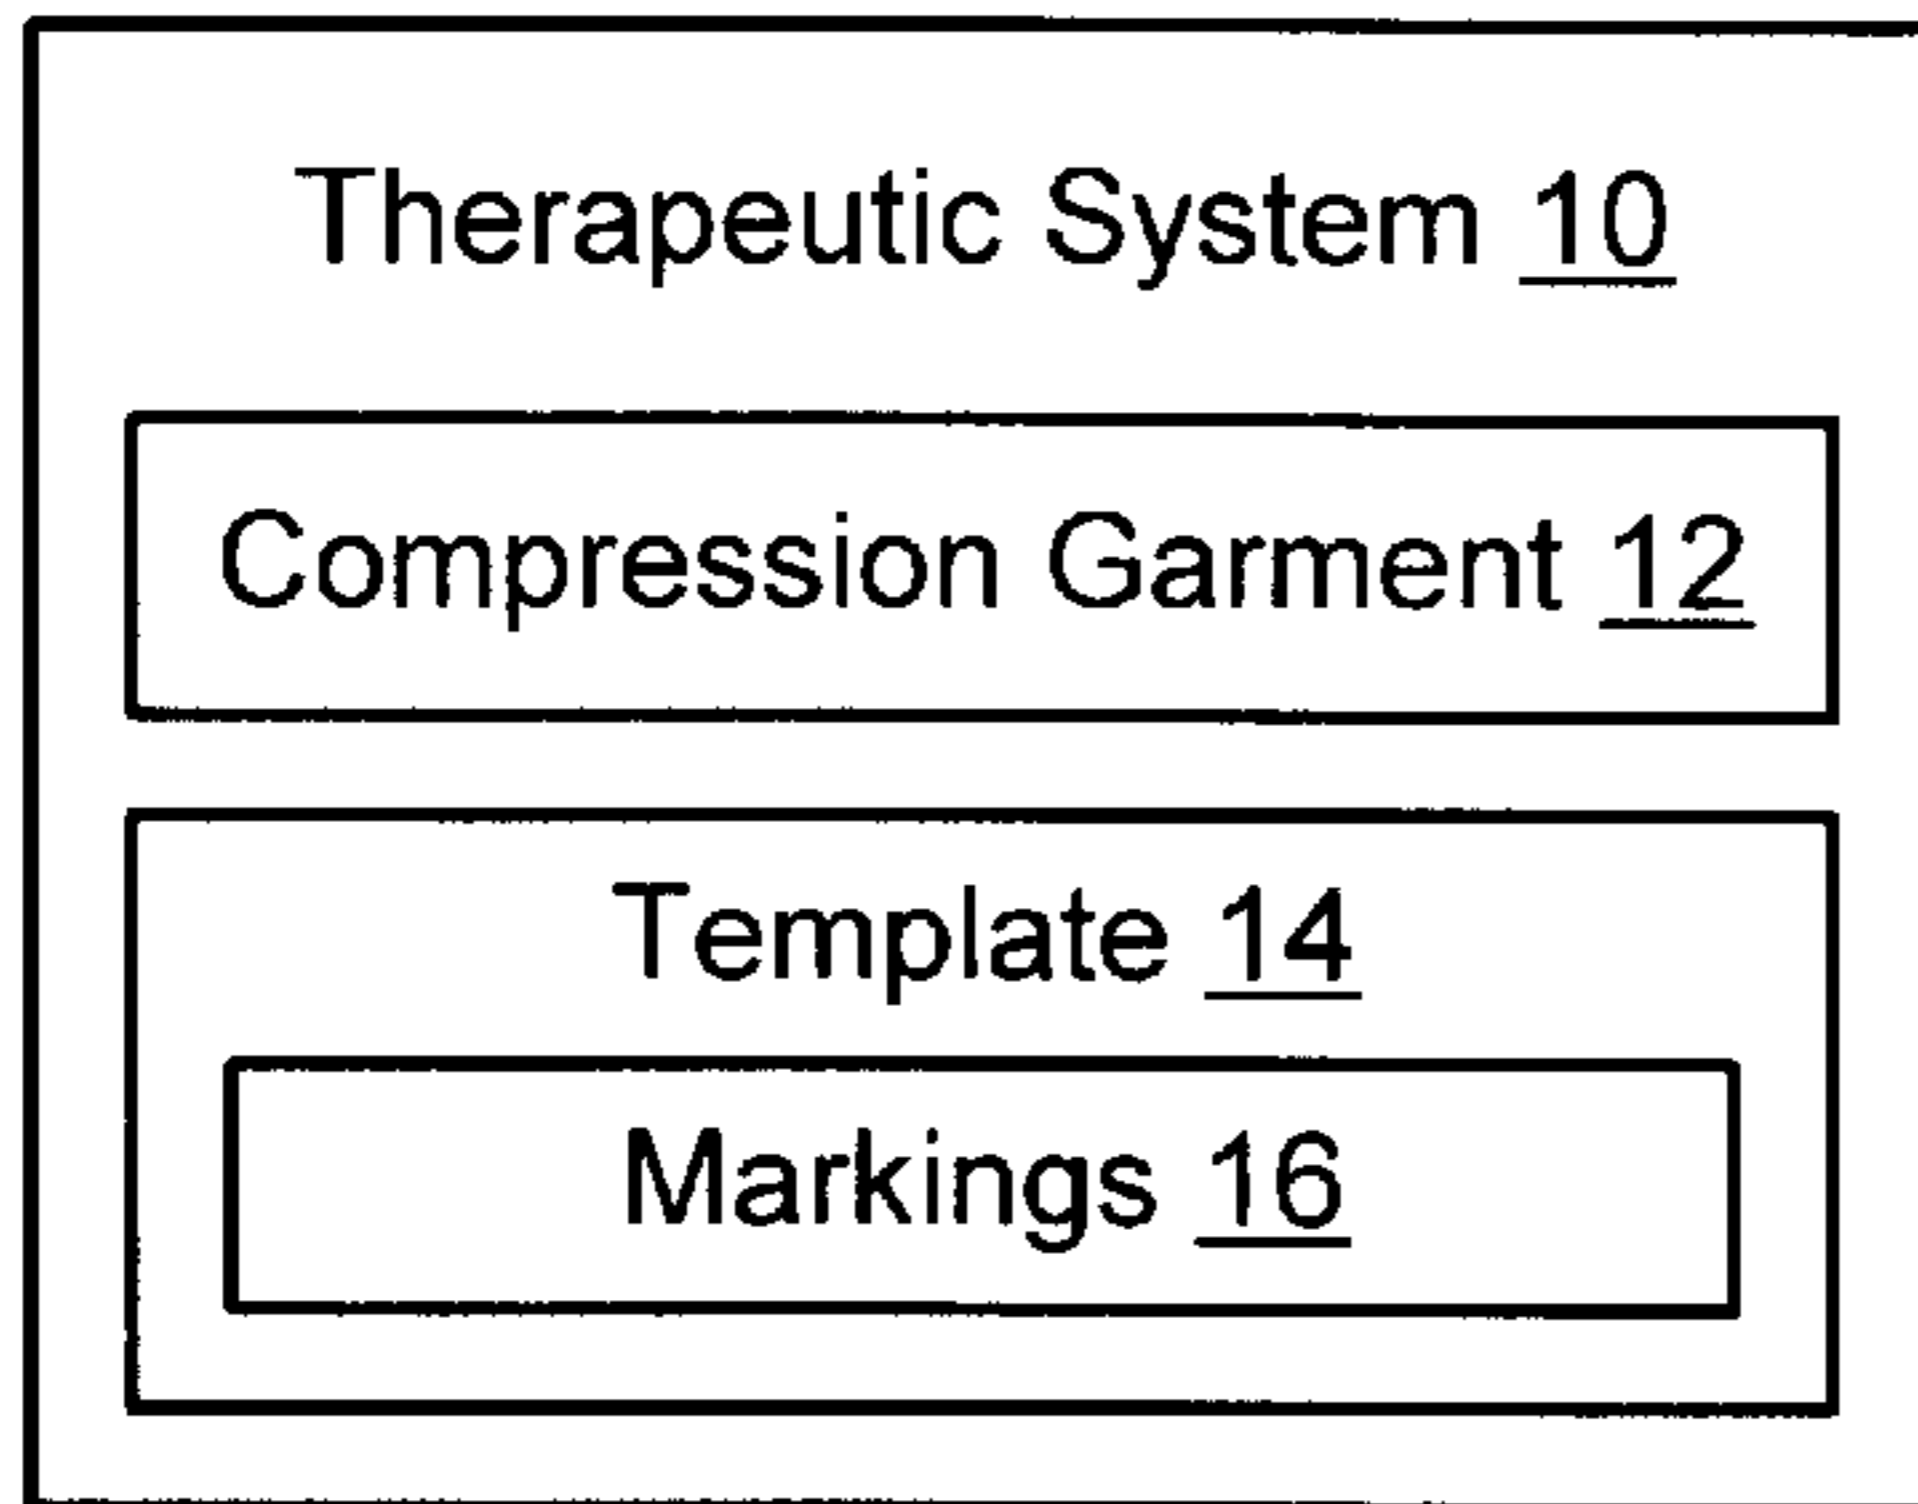 Therapeutic System 10
Compression Garment 12
Template 14
Markings 16